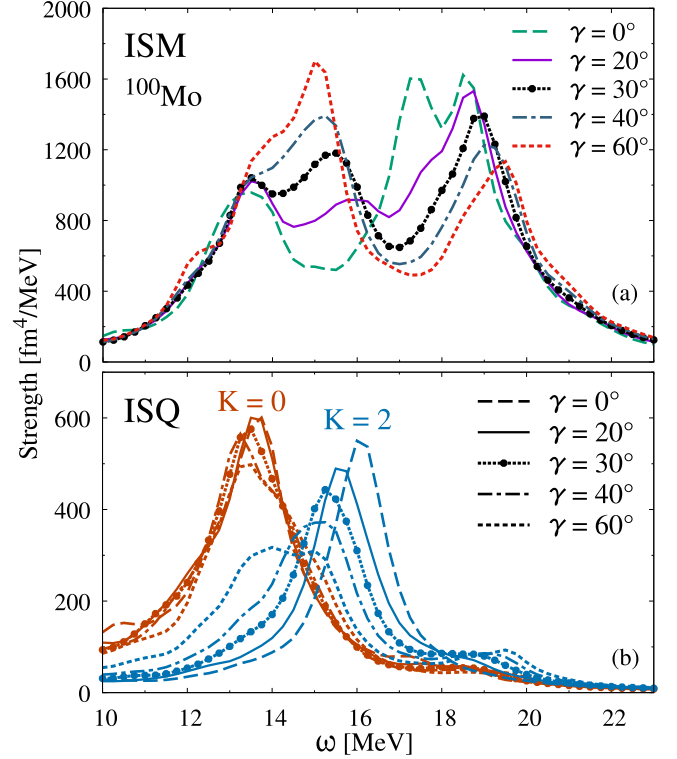 2000
1600
1200
800
400
0
ISM
¹⁰⁰Mo
γ = 0°
γ = 20°
γ = 30°
γ = 40°
γ = 60°
(a)
Strength [fm⁴/MeV]
600
400
200
0
ISQ
K = 0
K = 2
γ = 0°
γ = 20°
γ = 30°
γ = 40°
γ = 60°
(b)
10 12 14 16 18 20 22
ω [MeV]